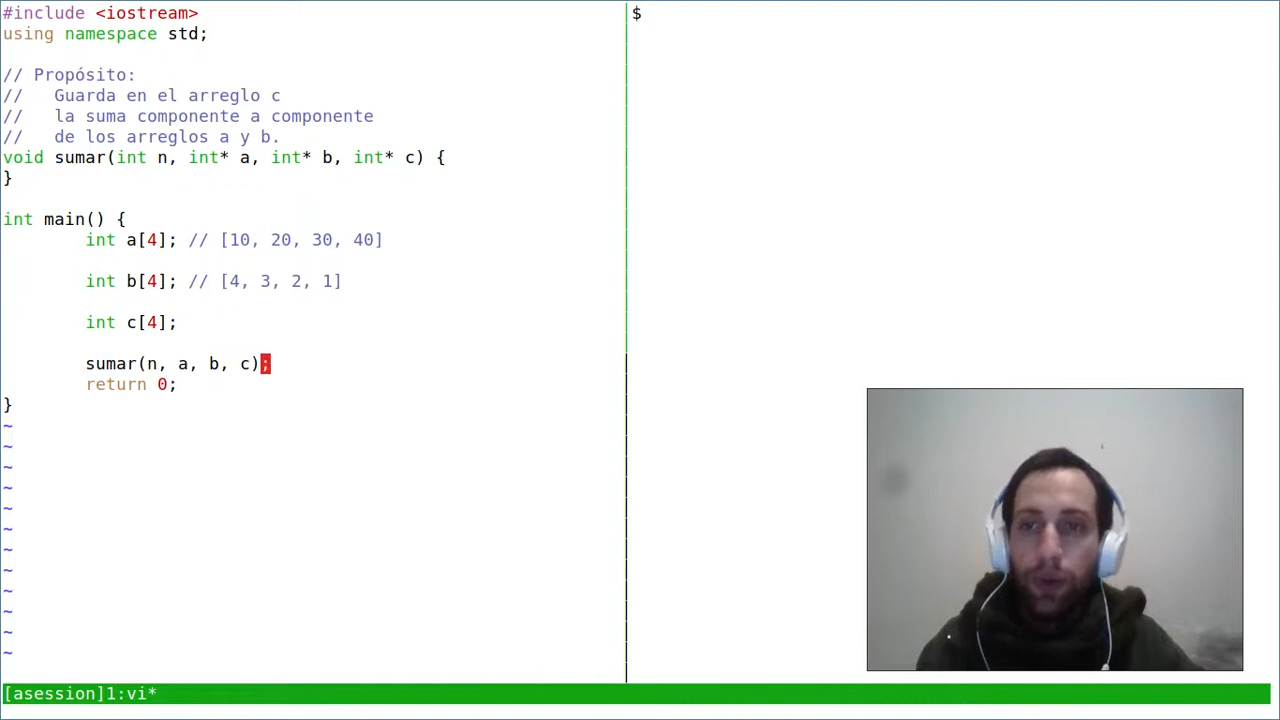 #include <iostream>
using namespace std;
// Propósito:
//   Guarda en el arreglo c
//   la suma componente a componente
//   de los arreglos a y b.
void sumar(int n, int* a, int* b, int* c) {
}
int main() {
        int a[4]; // [10, 20, 30, 40]
        int b[4]; // [4, 3, 2, 1]
        int c[4];
        sumar(n, a, b, c);
        return 0;
}
~
~
~
~
~
~
~
~
~
~
~
~
$
[asession]1:vi*